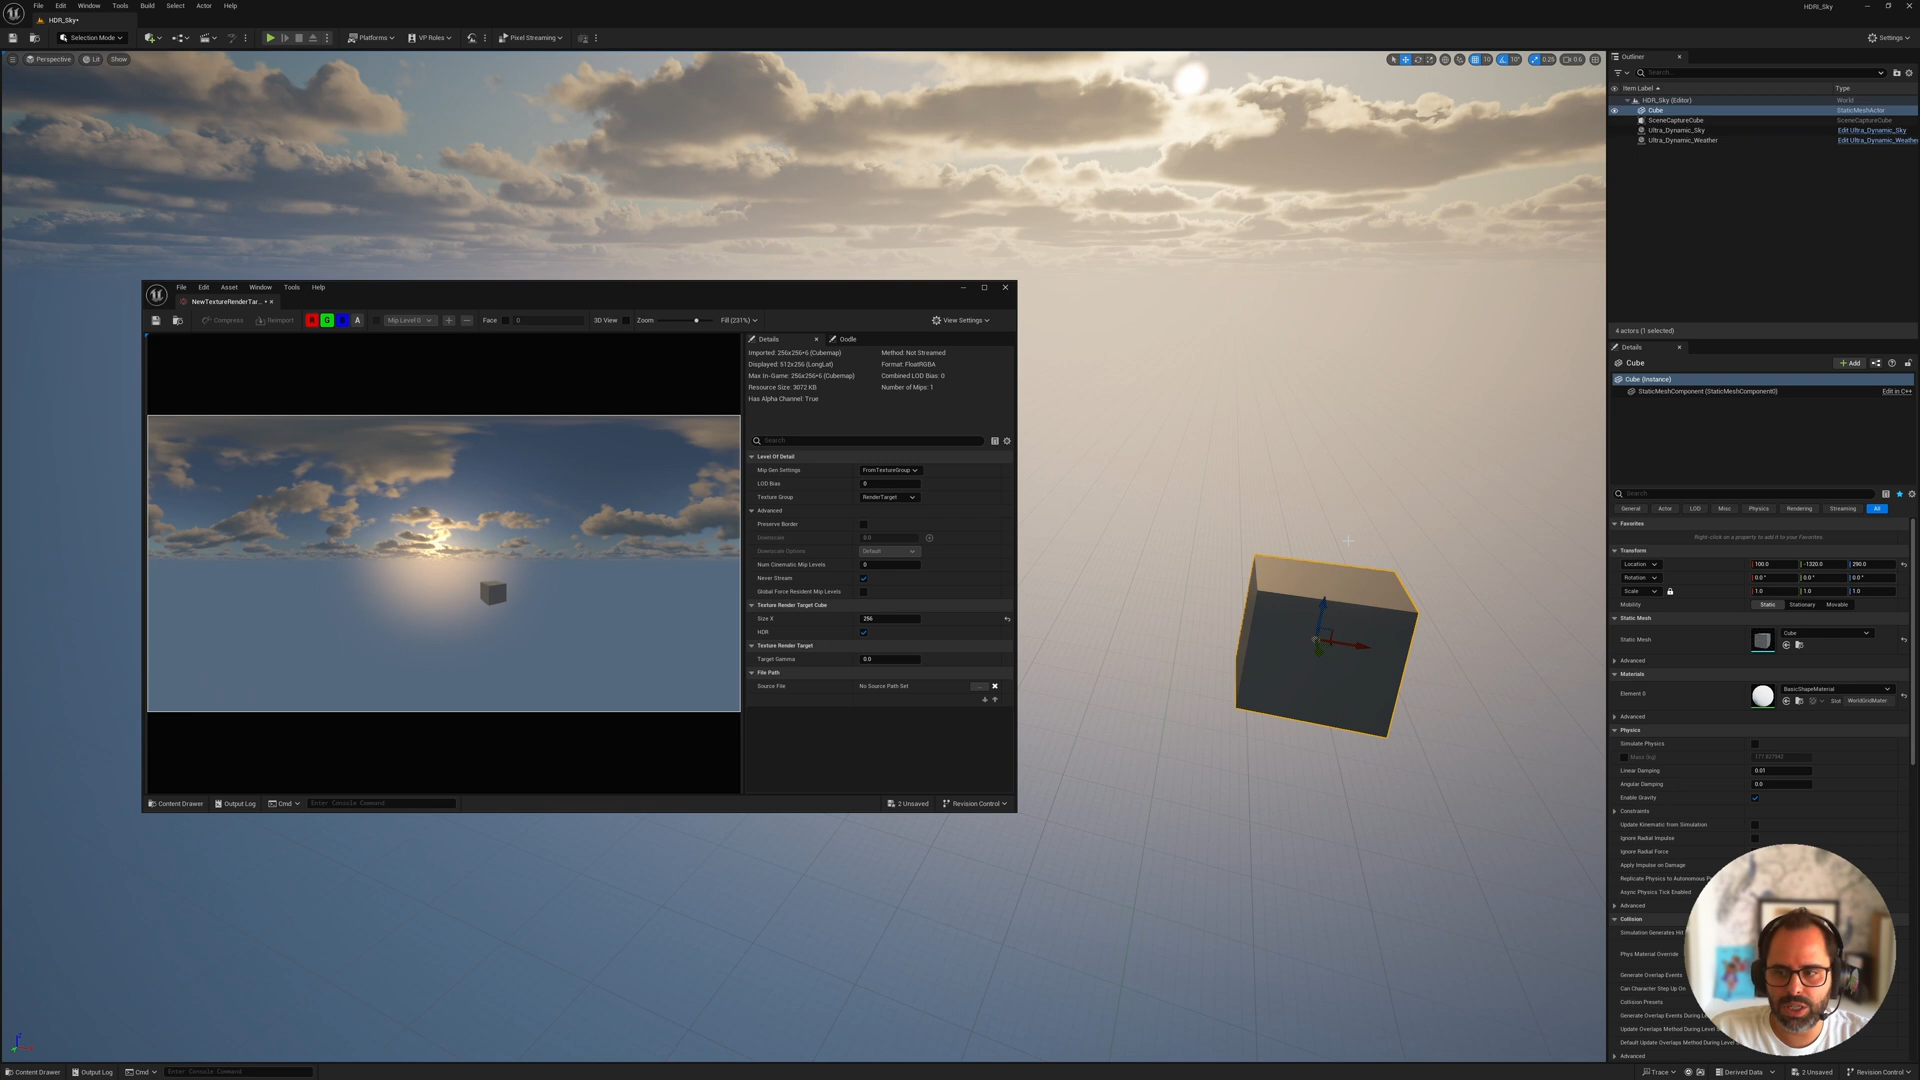 File Edit Window Tools Build Select Actor Help
HDRI_Sky
HDR_Sky•
Selection Mode
Platforms
VP Roles
Pixel Streaming
Settings
Perspective
Lit
Show
10
10°
0.25
0.6
Outliner
Search...
Item Label
Type
HDR_Sky (Editor)
World
Cube
StaticMeshActor
SceneCaptureCube
SceneCaptureCube
Ultra_Dynamic_Sky
Edit Ultra_Dynamic_Sky
Ultra_Dynamic_Weather
Edit Ultra_Dynamic_Weathe
4 actors (1 selected)
Details
Cube
Add
Cube (Instance)
StaticMeshComponent (StaticMeshComponent0)
Edit in C++
Search
General Actor LOD Misc Physics Rendering Streaming All
Favorites
Right-click on a property to add it to your Favorites.
Transform
Location
100.0 -1320.0 290.0
Rotation
0.0 ° 0.0 ° 0.0 °
Scale
1.0 1.0 1.0
Mobility
Static Stationary Movable
Static Mesh
Static Mesh
Cube
Advanced
Materials
Element 0
BasicShapeMaterial
Slot WorldGridMater
Advanced
Physics
Simulate Physics
Mass (kg)
Linear Damping
0.01
Angular Damping
0.0
Enable Gravity
Constraints
Update Kinematic from Simulation
Ignore Radial Impulse
Ignore Radial Force
Apply Impulse on Damage
Replicate Physics to Autonomous P
Async Physics Tick Enabled
Advanced
Collision
Simulation Generates Hit
Phys Material Override
Generate Overlap Events
Can Character Step Up On
Collision Presets
Generate Overlap Events During Le
Update Overlaps Method During Level S
Default Update Overlaps Method During Level
Advanced
File Edit Asset Window Tools Help
NewTextureRenderTar... •
Compress
Reimport
R G B A
Mip Level 0
Face
0
3D View
Zoom
Fill (231%)
View Settings
Details
Oodle
Imported: 256x256*6 (Cubemap)
Method: Not Streamed
Displayed: 512x256 (LongLat)
Format: FloatRGBA
Max In-Game: 256x256*6 (Cubemap)
Combined LOD Bias: 0
Resource Size: 3072 KB
Number of Mips: 1
Has Alpha Channel: True
Search
Level Of Detail
Mip Gen Settings
FromTextureGroup
LOD Bias
0
Texture Group
RenderTarget
Advanced
Preserve Border
Downscale
0.0
Downscale Options
Default
Num Cinematic Mip Levels
0
Never Stream
Global Force Resident Mip Levels
Texture Render Target Cube
Size X
256
HDR
Texture Render Target
Target Gamma
0.0
File Path
Source File
No Source Path Set
...
Content Drawer
Output Log
Cmd
Enter Console Command
2 Unsaved
Revision Control
Content Drawer
Output Log
Cmd
Enter Console Command
Trace
Derived Data
2 Unsaved
Revision Control